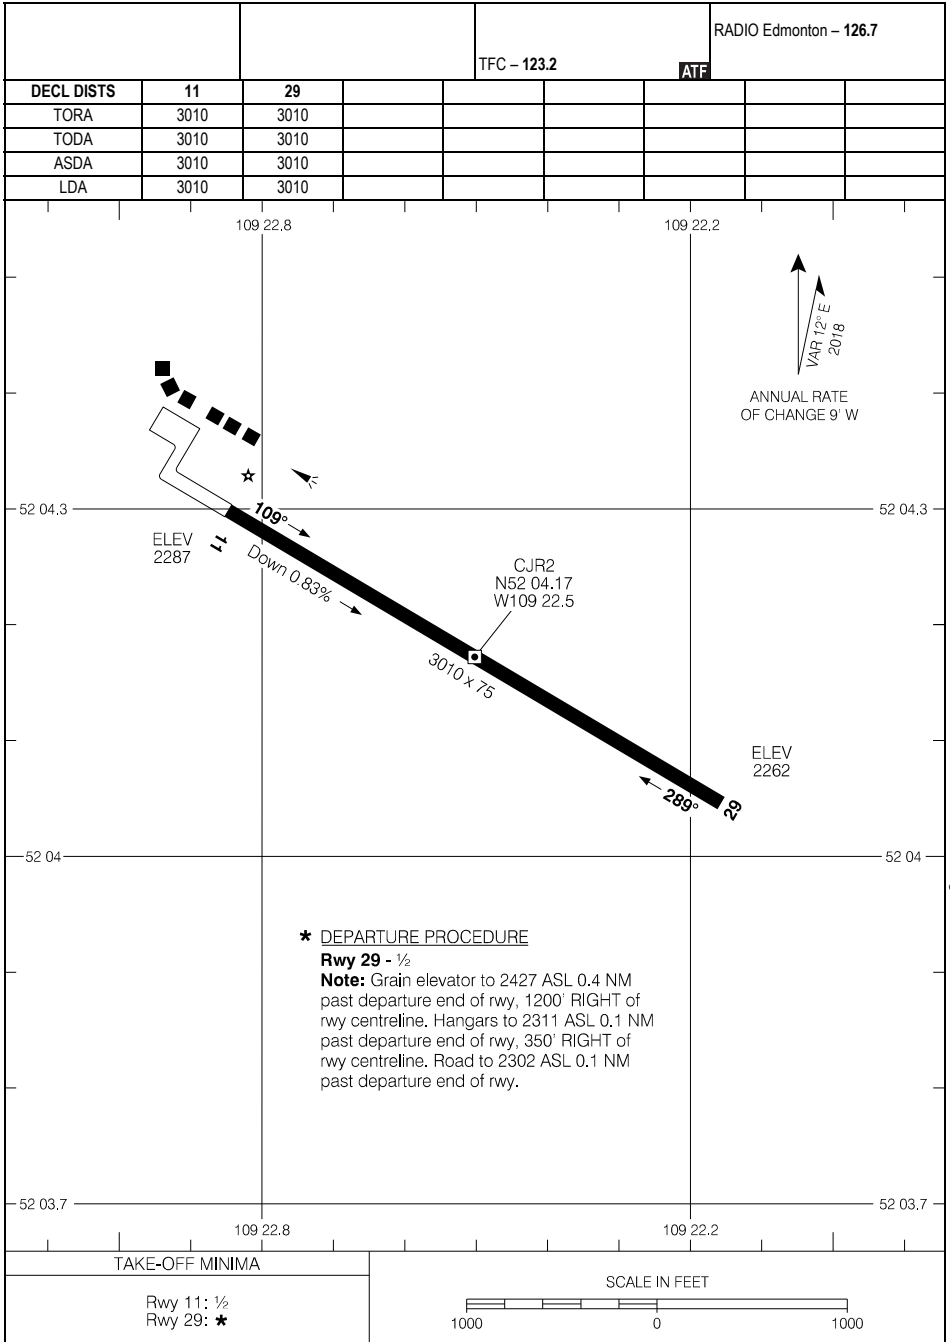 RADIO Edmonton – 126.7
TFC – 123.2
ATF
DECL DISTS 11 29
TORA 3010 3010
TODA 3010 3010
ASDA 3010 3010
LDA 3010 3010
109 22.8 109 22.2
VAR 12° E
2018
ANNUAL RATE
OF CHANGE 9' W
52 04.3 52 04.3
109°
ELEV
2287
11
Down 0.83%
CJR2
N52 04.17
W109 22.5
3010 x 75
ELEV
2262
289°
29
52 04 52 04
* DEPARTURE PROCEDURE
Rwy 29 - ½
Note: Grain elevator to 2427 ASL 0.4 NM
past departure end of rwy, 1200' RIGHT of
rwy centreline. Hangars to 2311 ASL 0.1 NM
past departure end of rwy, 350' RIGHT of
rwy centreline. Road to 2302 ASL 0.1 NM
past departure end of rwy.
52 03.7 52 03.7
109 22.8 109 22.2
TAKE-OFF MINIMA
Rwy 11: ½
Rwy 29: *
SCALE IN FEET
1000 0 1000